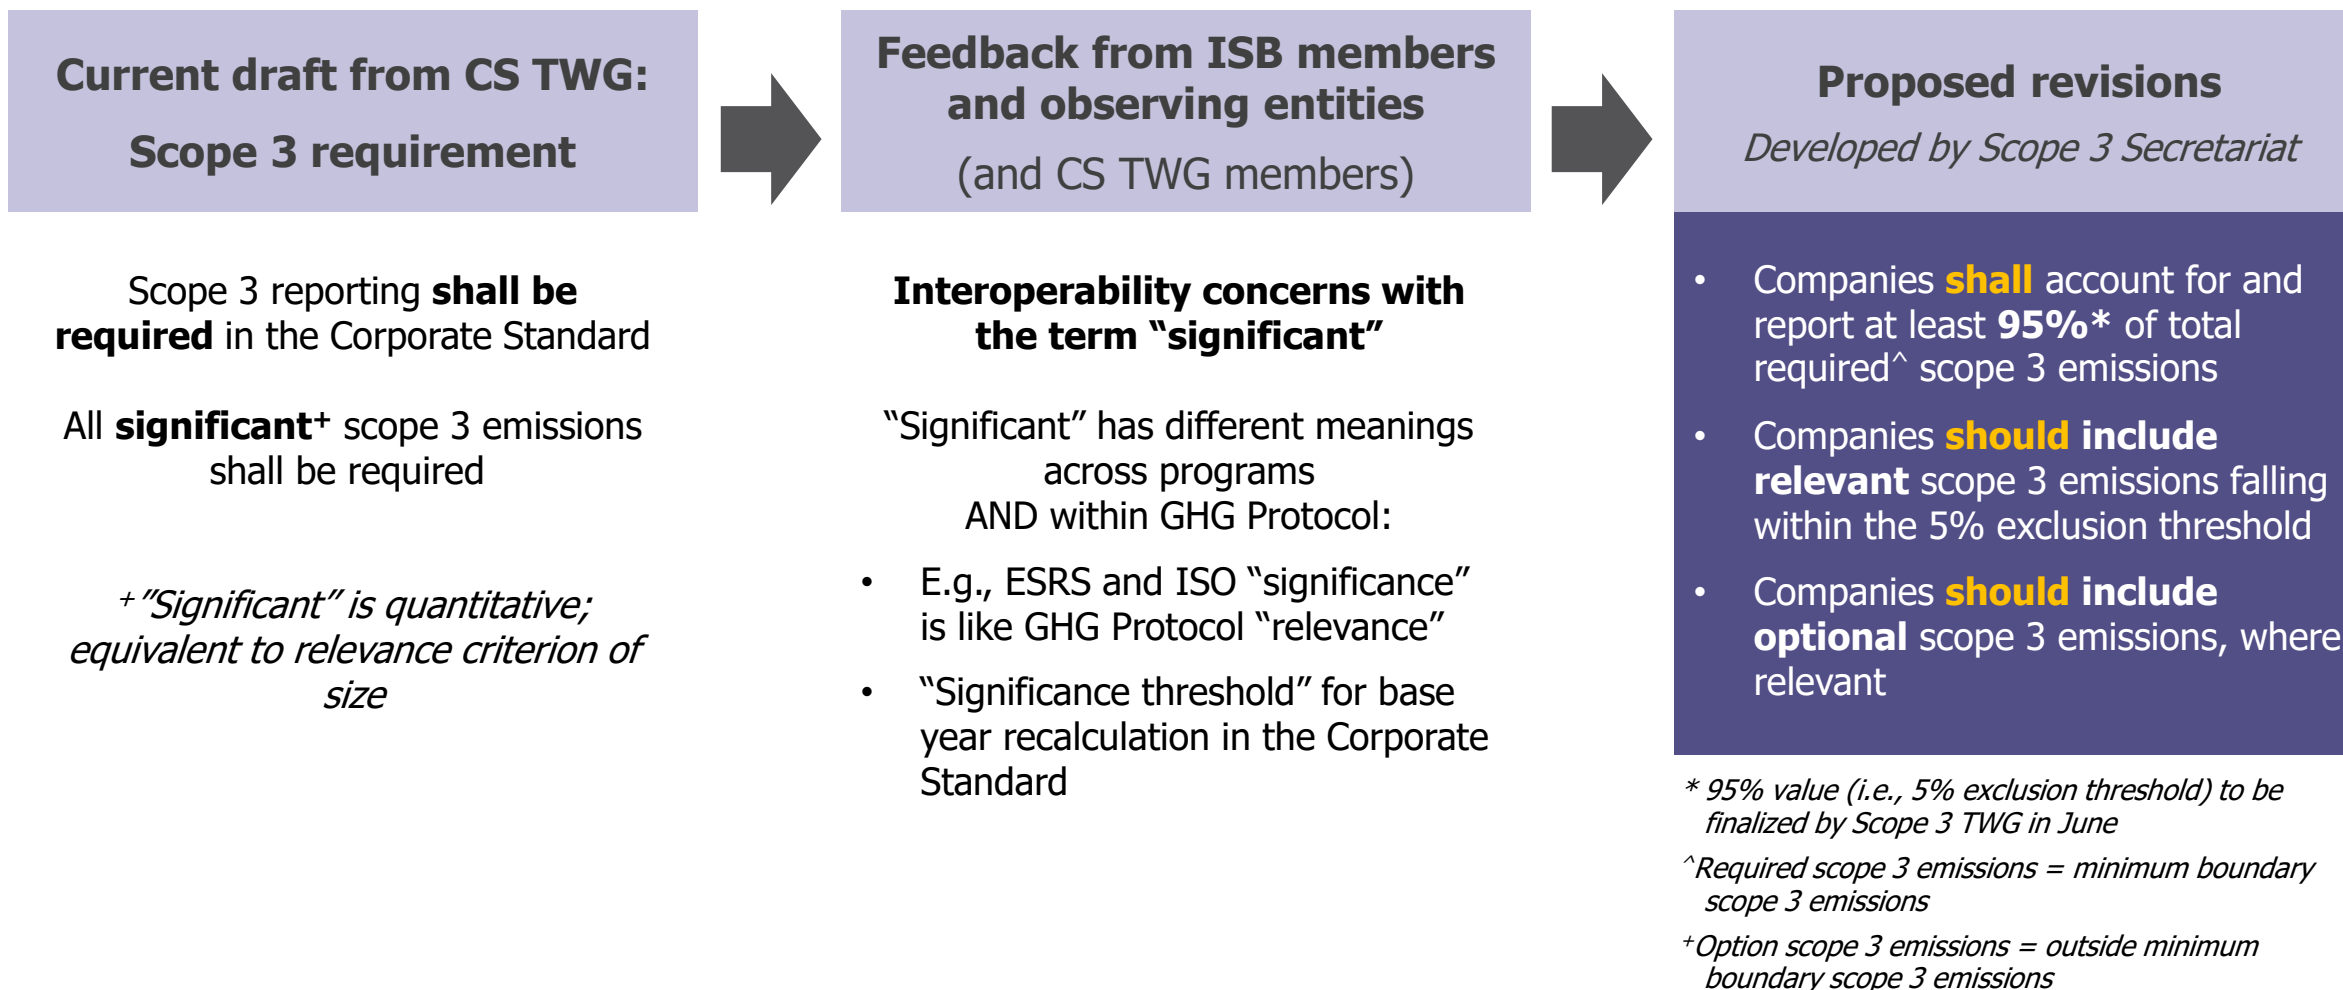 Current draft from CS TWG:
Scope 3 requirement
Scope 3 reporting shall be
required in the Corporate Standard
All significant⁺ scope 3 emissions
shall be required
⁺”Significant” is quantitative;
equivalent to relevance criterion of
size
Feedback from ISB members
and observing entities
(and CS TWG members)
Interoperability concerns with
the term “significant”
“Significant” has different meanings
across programs
AND within GHG Protocol:
• E.g., ESRS and ISO “significance”
is like GHG Protocol “relevance”
• “Significance threshold” for base
year recalculation in the Corporate
Standard
Proposed revisions
Developed by Scope 3 Secretariat
• Companies shall account for and
report at least 95%* of total
required^ scope 3 emissions
• Companies should include
relevant scope 3 emissions falling
within the 5% exclusion threshold
• Companies should include
optional scope 3 emissions, where
relevant
* 95% value (i.e., 5% exclusion threshold) to be
finalized by Scope 3 TWG in June
^Required scope 3 emissions = minimum boundary
scope 3 emissions
⁺Option scope 3 emissions = outside minimum
boundary scope 3 emissions